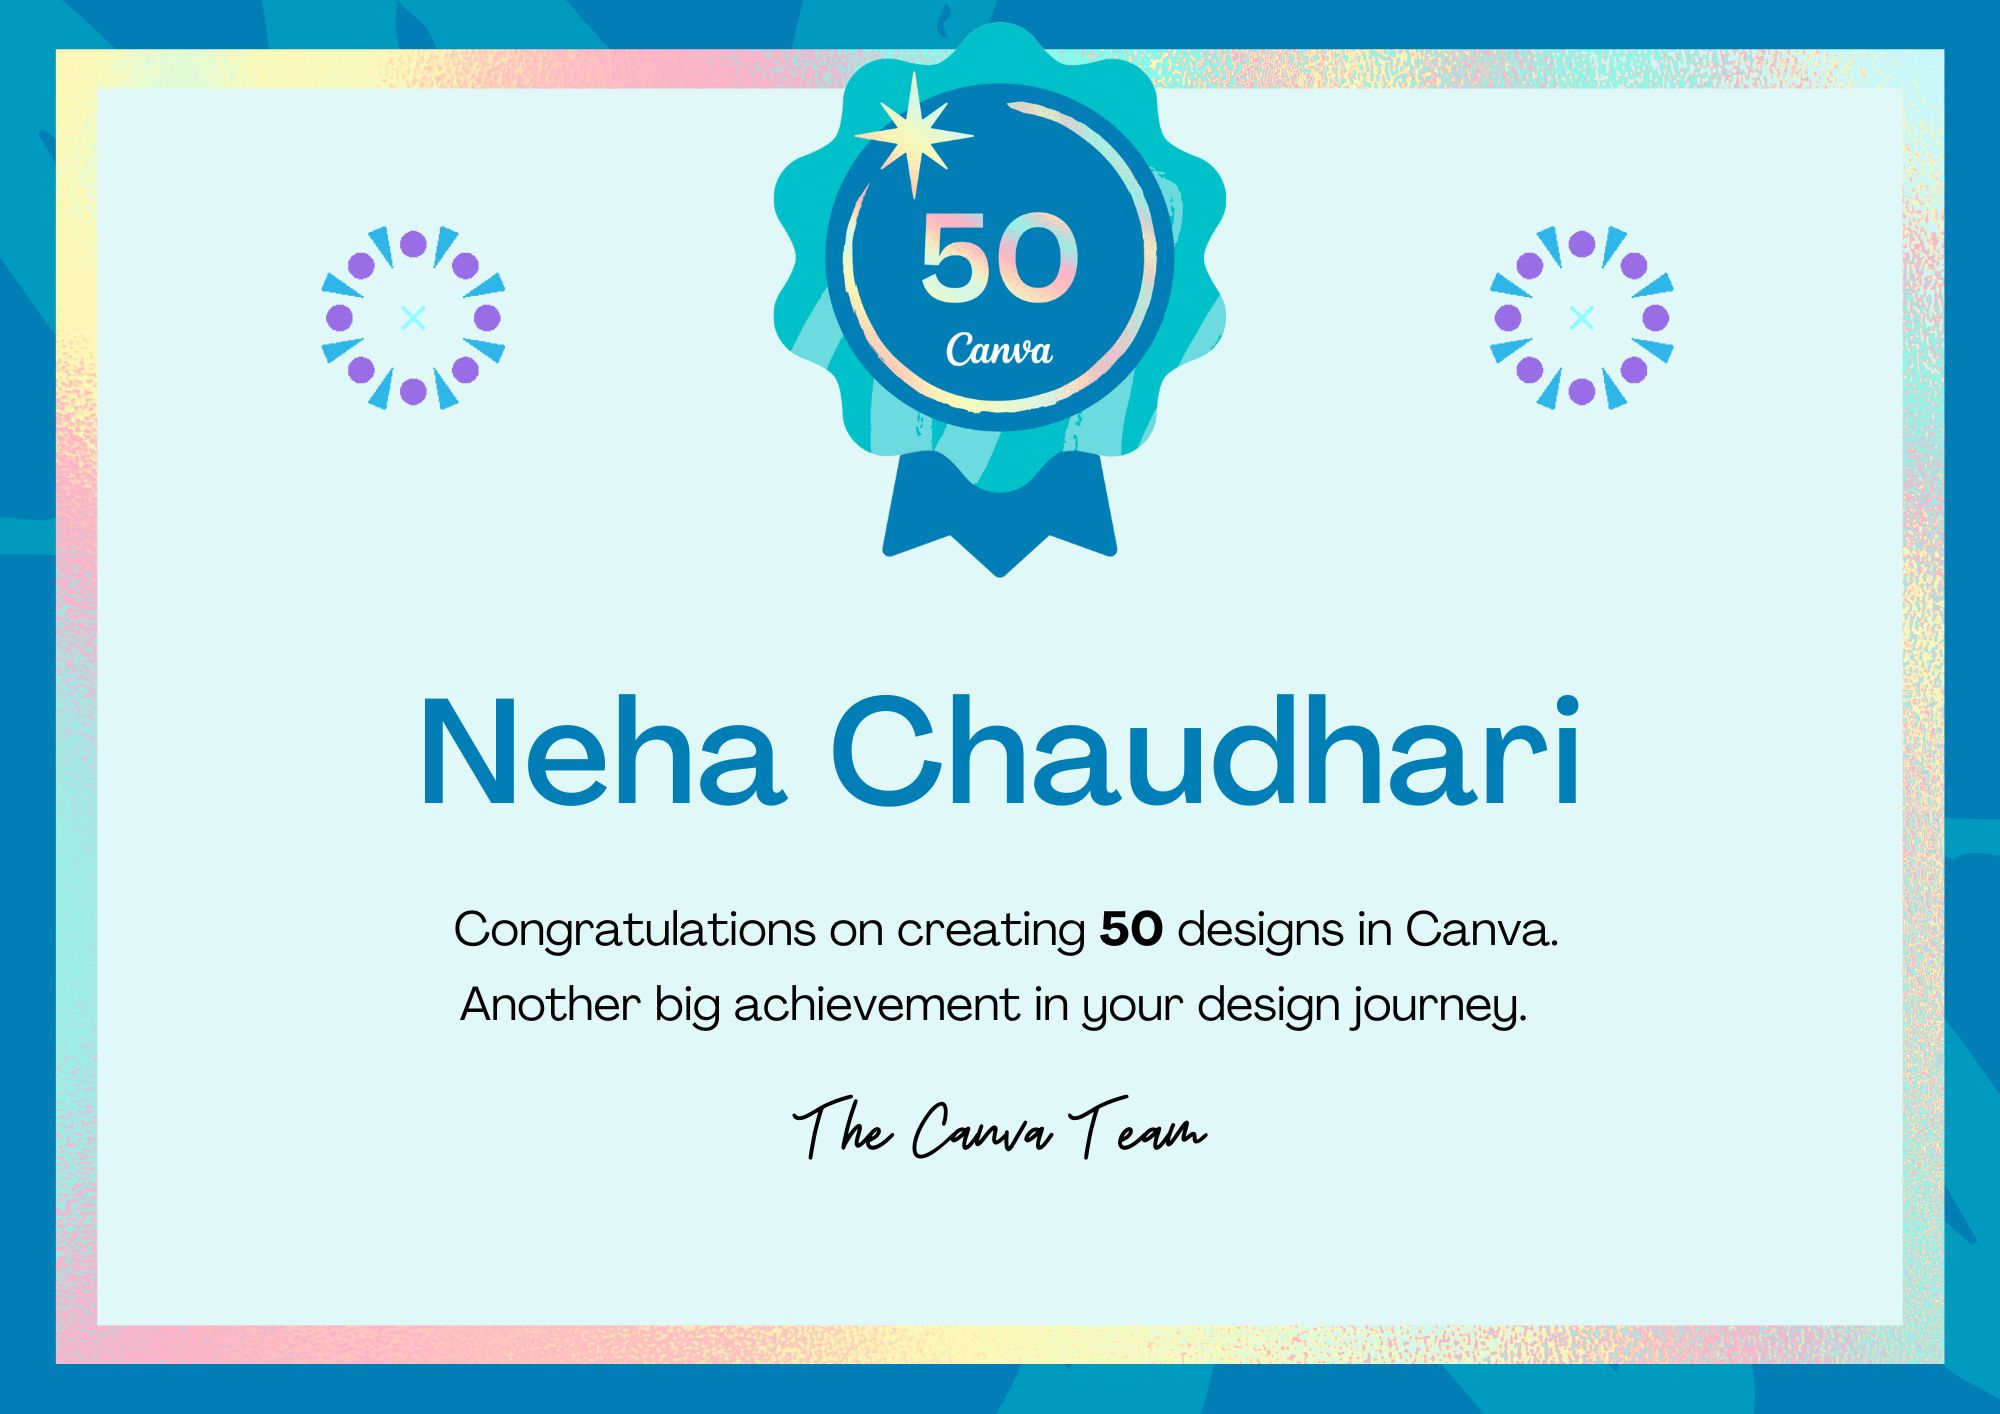 50
Canva
Neha Chaudhari
Congratulations on creating 50 designs in Canva.
Another big achievement in your design journey.
The Canva Team